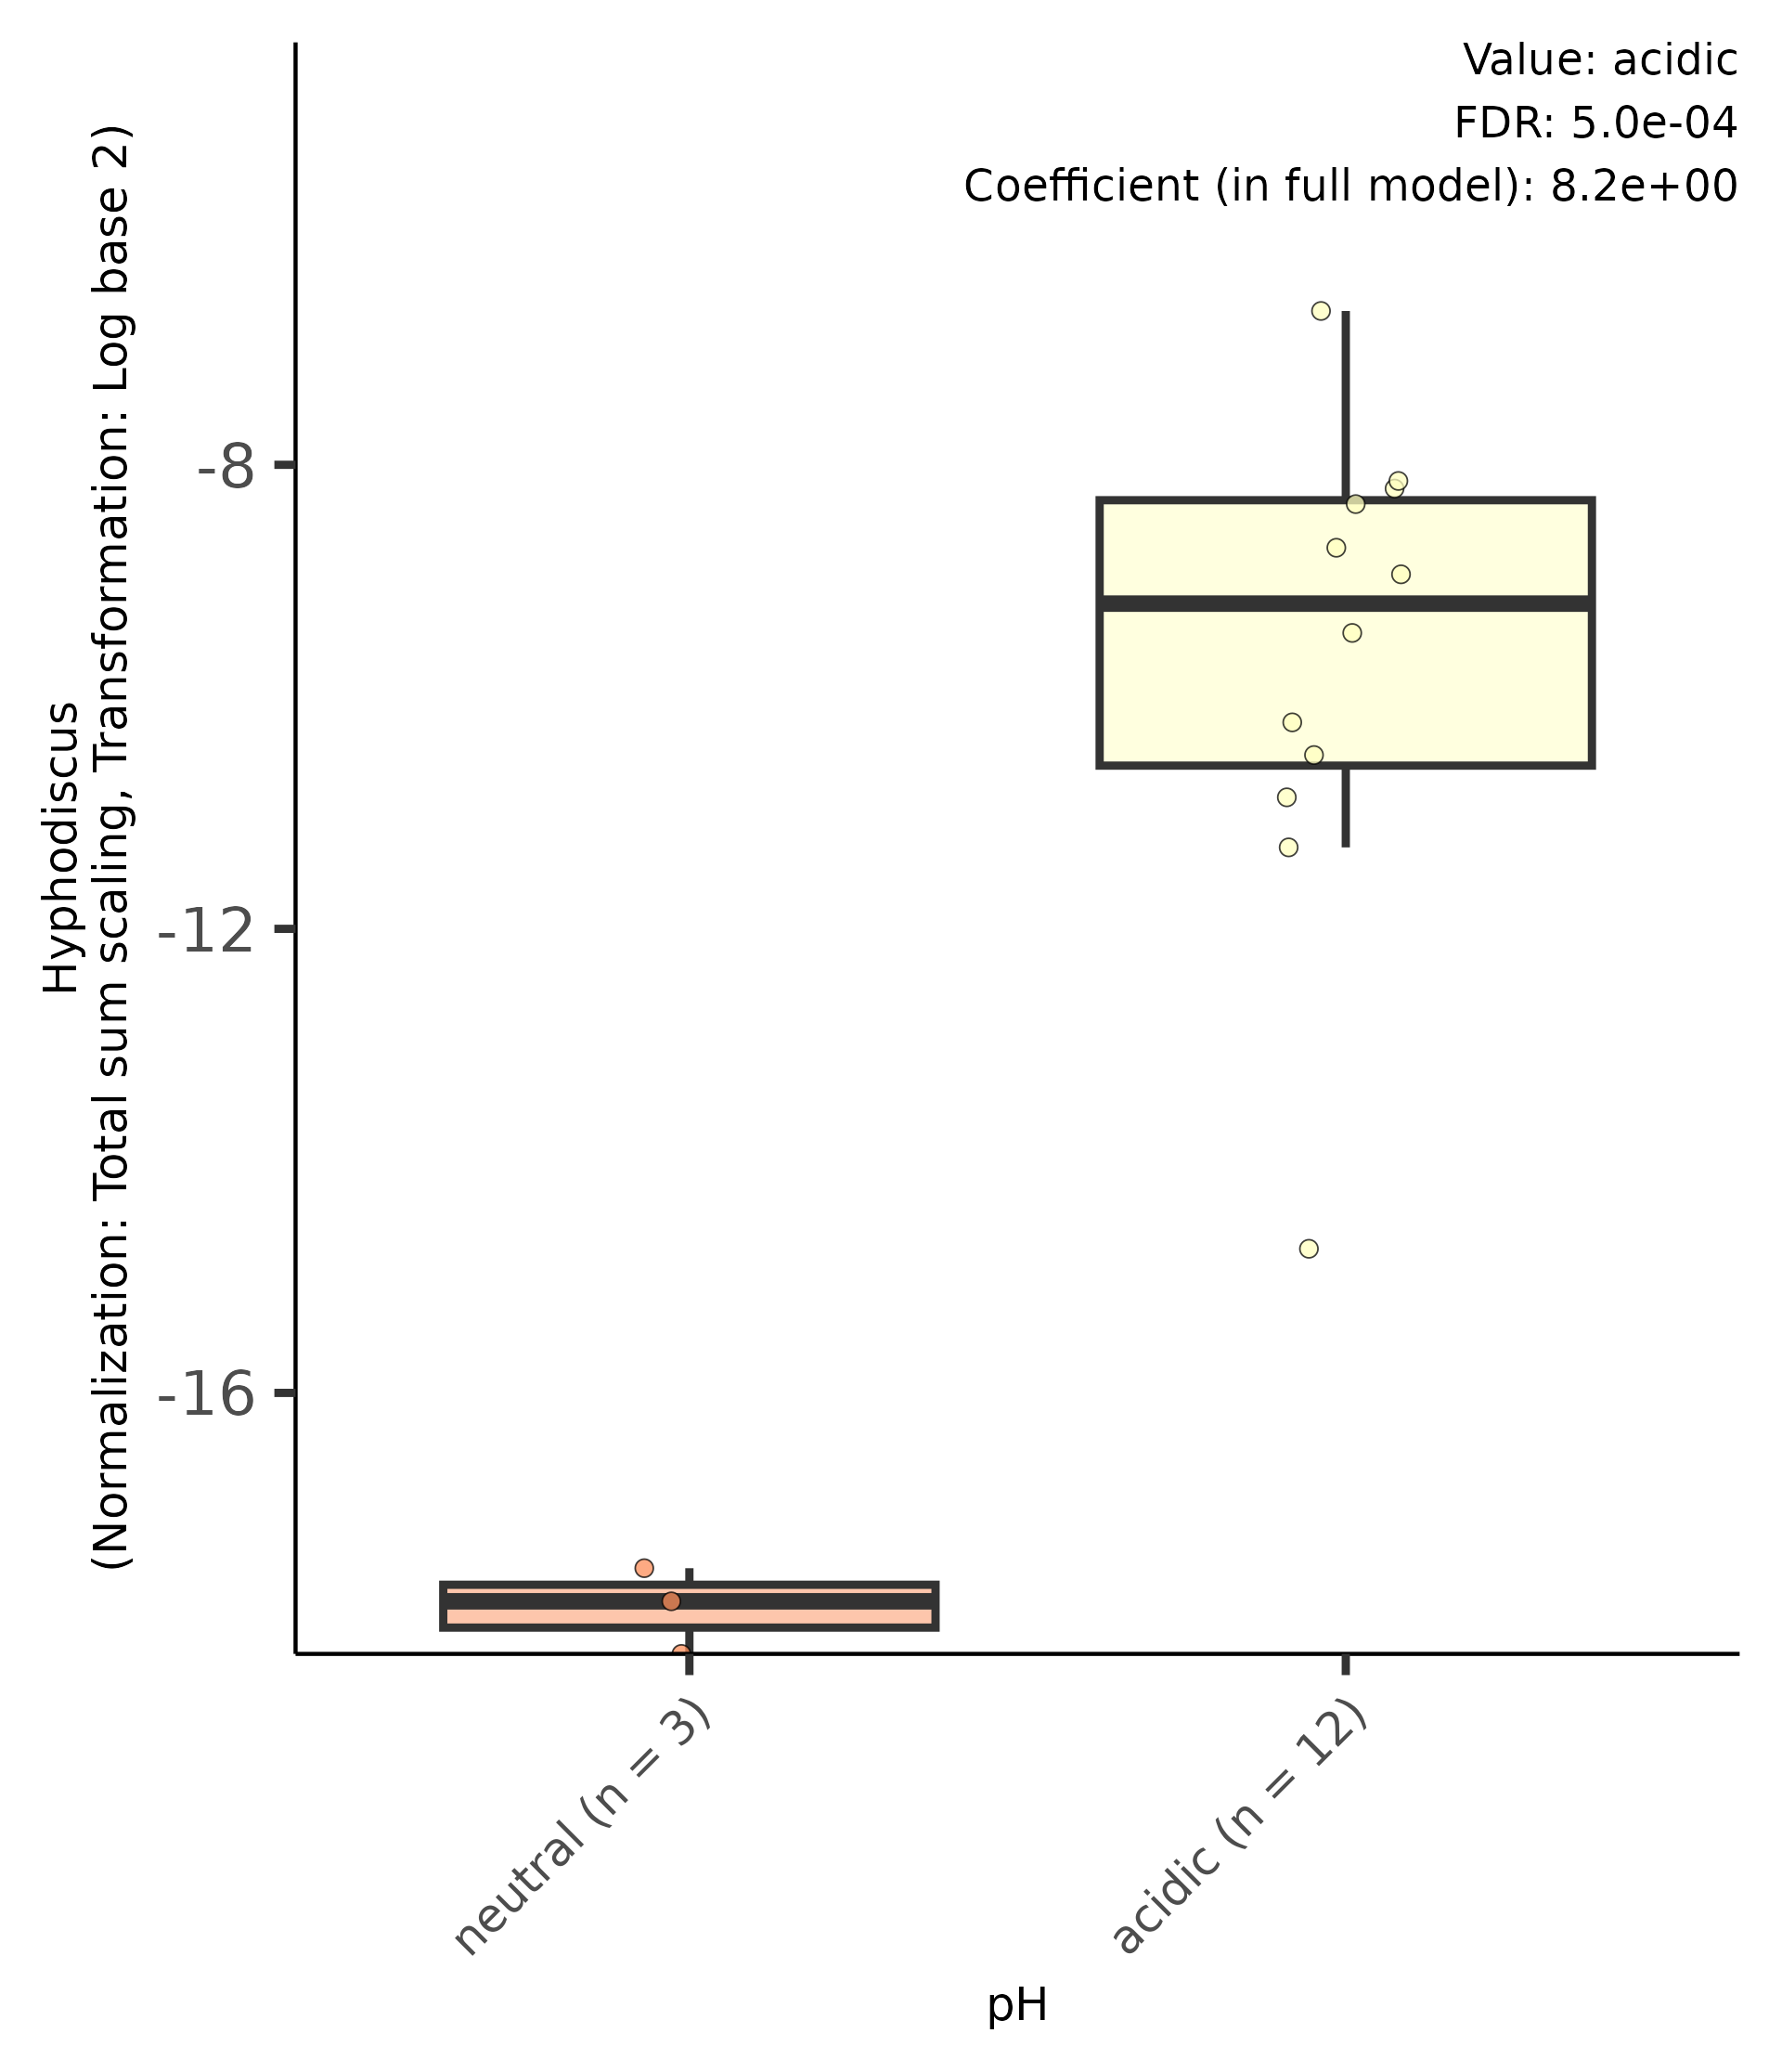 Value: acidic
FDR: 5.0e-04
Coefficient (in full model): 8.2e+00
Hyphodiscus
(Normalization: Total sum scaling, Transformation: Log base 2)
-8
-12
-16
neutral (n = 3)
acidic (n = 12)
pH